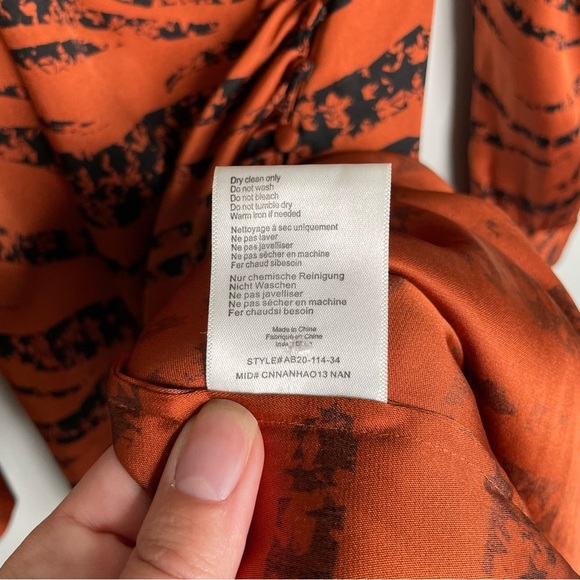 Dry clean only
Do not wash
Do not bleach
Do not tumble dry
Warm Iron if needed
Nettoyage à sec uniquement
Ne pas laver
Ne pas javelliser
Ne pas sécher en machine
Fer chaud sibesoin
Nur chemische Reinigung
Nicht Waschen
Ne pas javelliser
Ne pas sécher en machine
Fer chaudsi besoin
Made in China
Fabriqué en Chine
STYLE#AB20-114-34
MID# CNNANHAO13 NAN